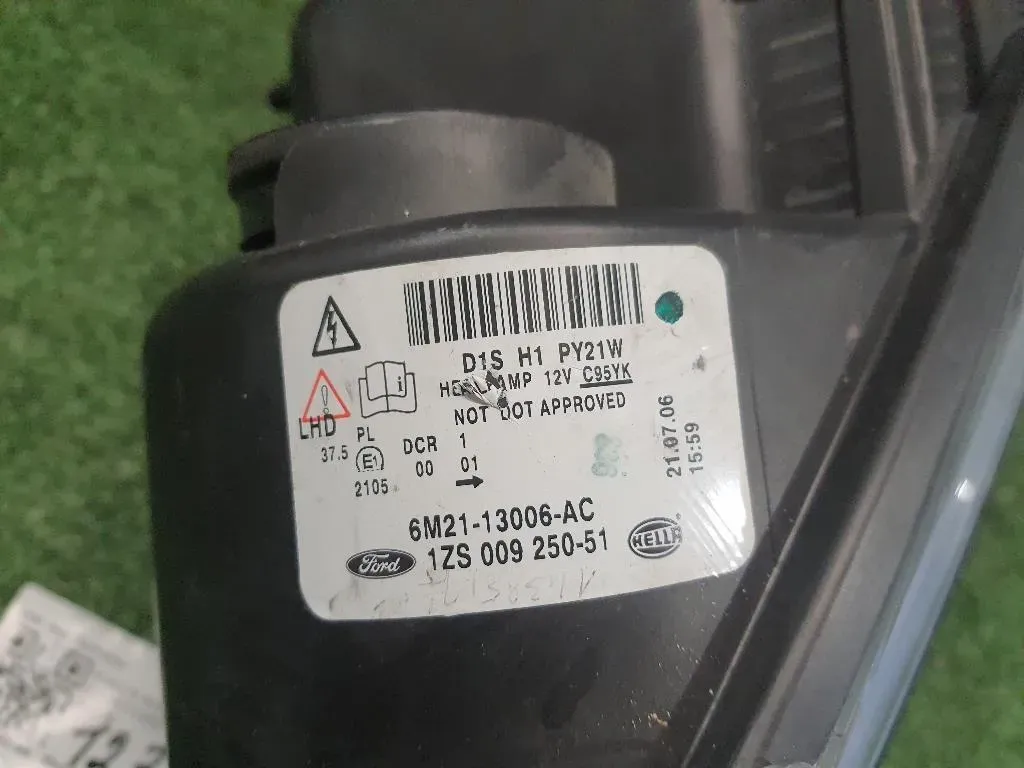 D1S H1 PY21W
HEADLAMP 12V C95YK
NOT DOT APPROVED
LHD
37.5
PL
E1
2105
DCR
00
1
01
21.07.06
15:59
6M21-13006-AC
1ZS 009 250-51
Ford
HELLA